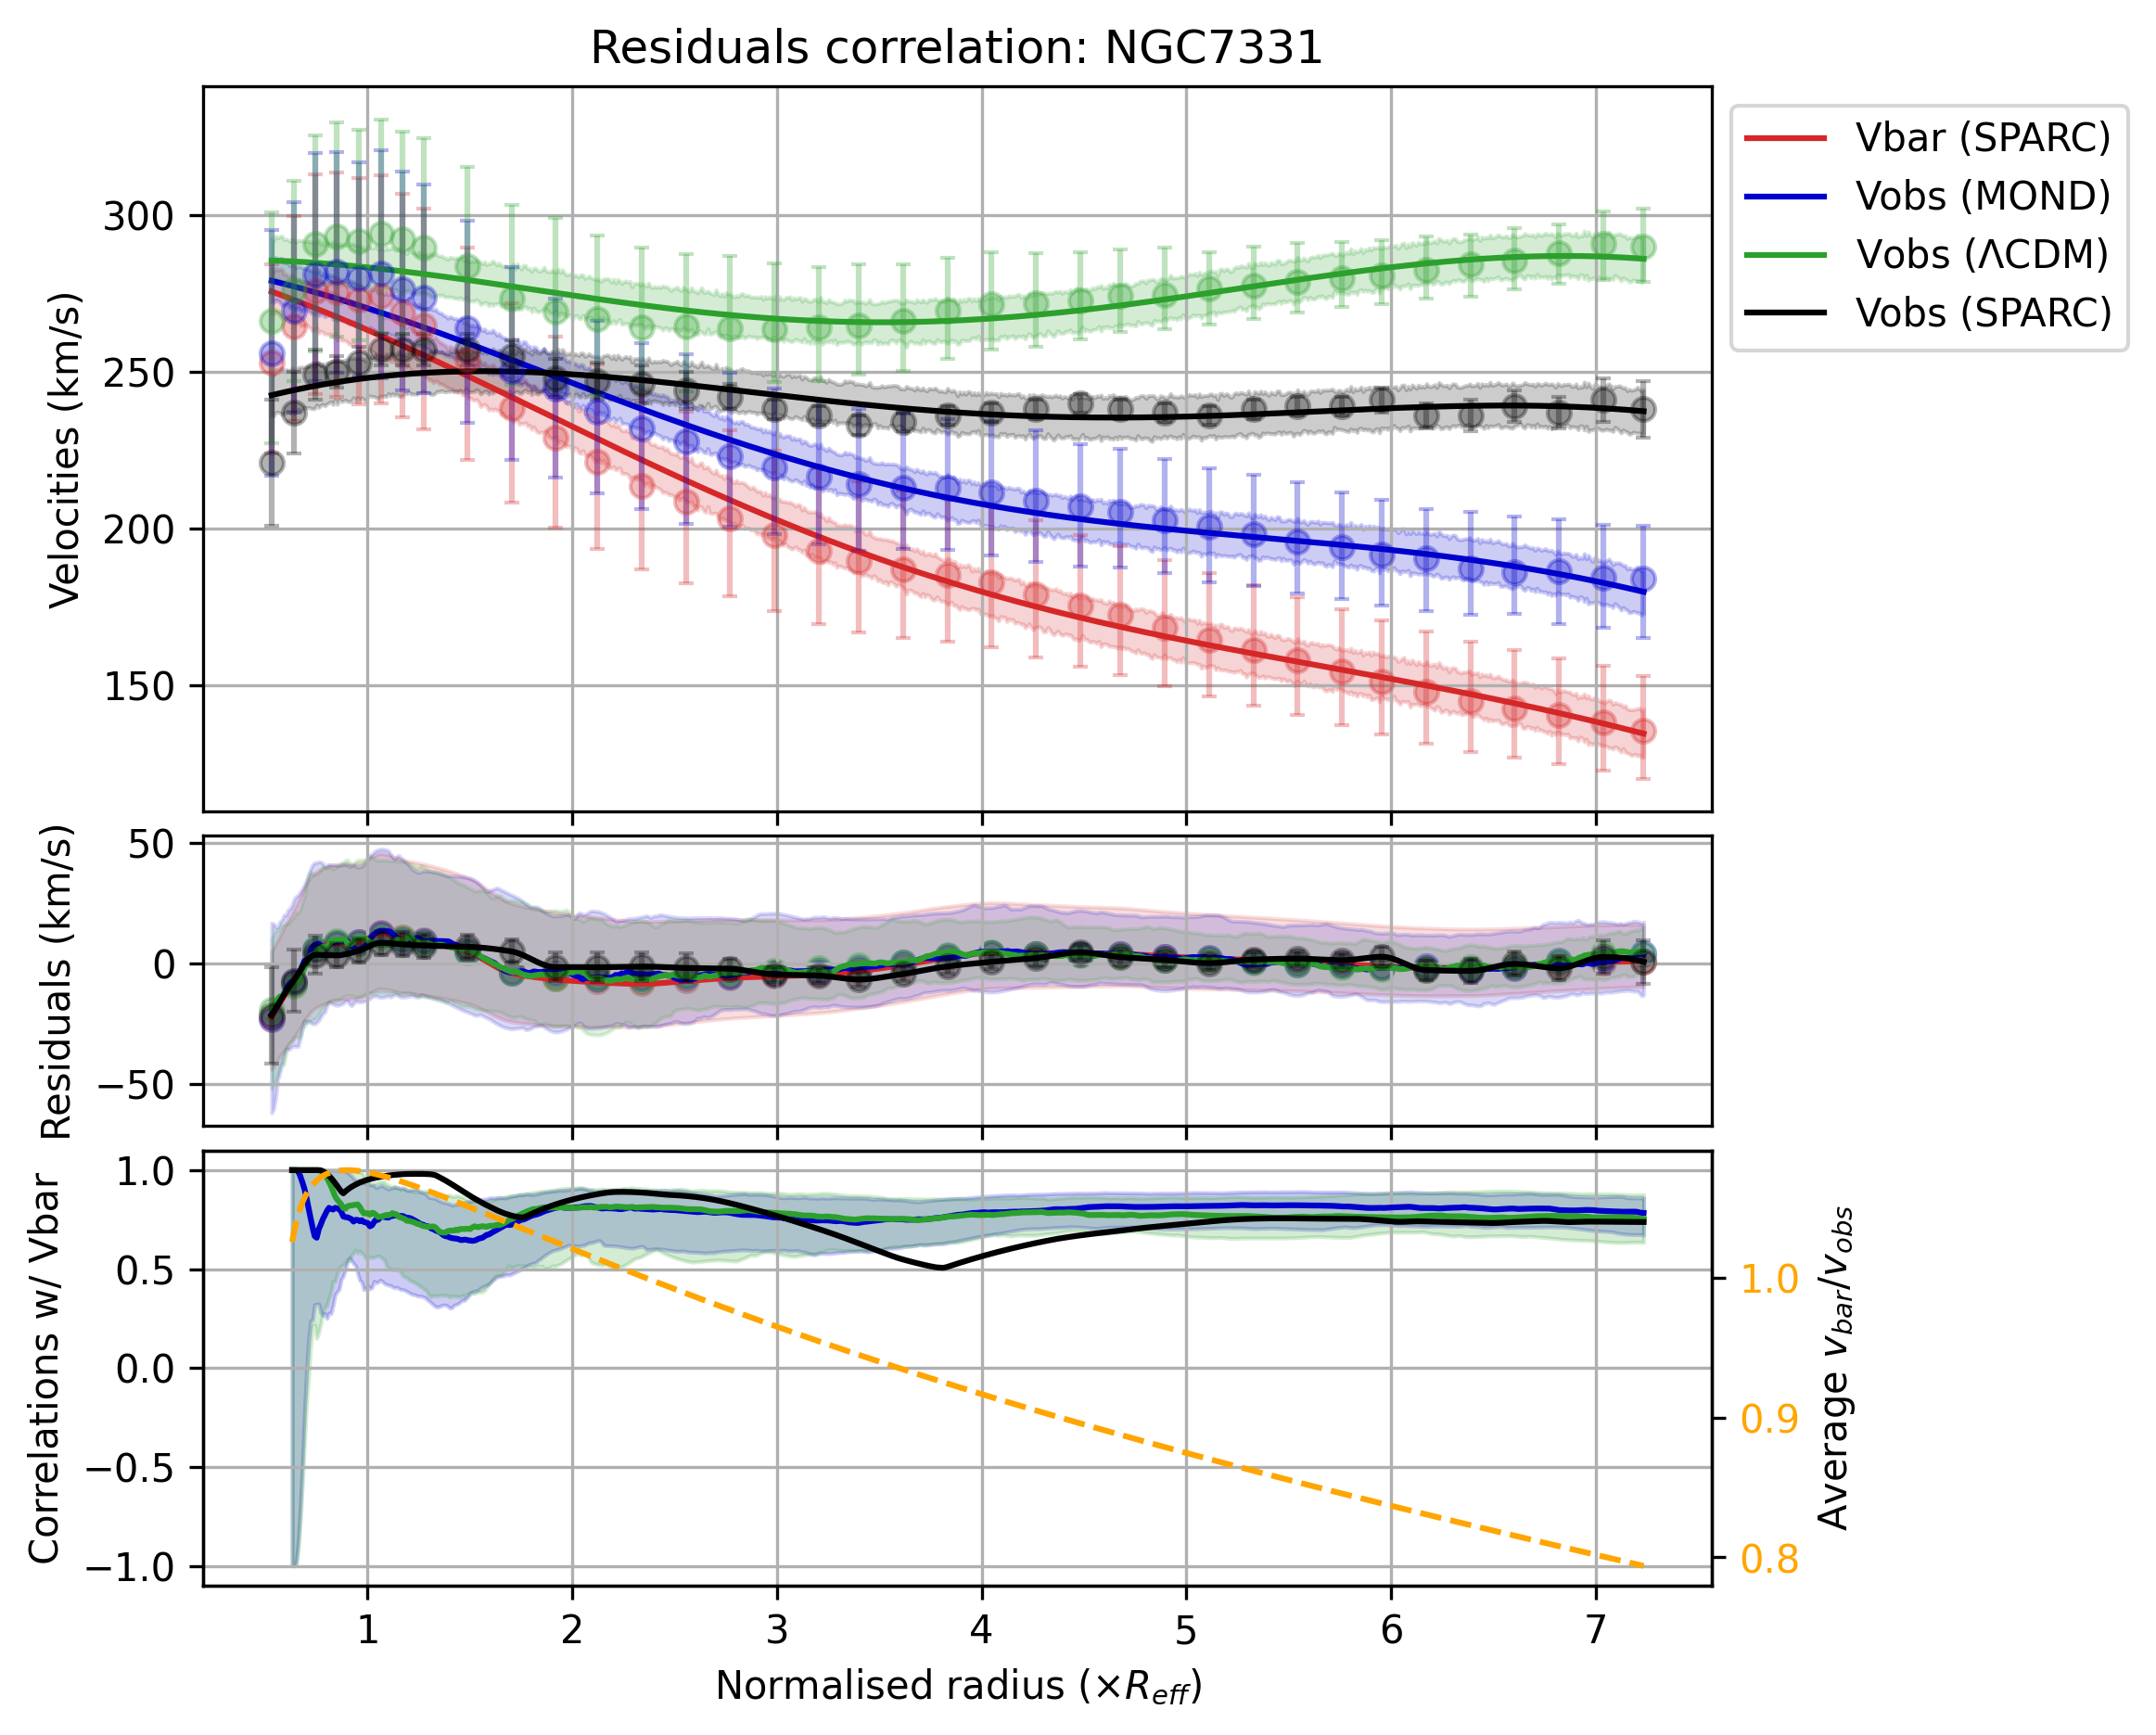 Residuals correlation: NGC7331
Velocities (km/s)
300
250
200
150
Vbar (SPARC)
Vobs (MOND)
Vobs (ΛCDM)
Vobs (SPARC)
Residuals (km/s)
50
0
−50
Correlations w/ Vbar
1.0
0.5
0.0
−0.5
−1.0
1.0
0.9
0.8
Average v_bar/v_obs
1 2 3 4 5 6 7
Normalised radius (×R_eff)